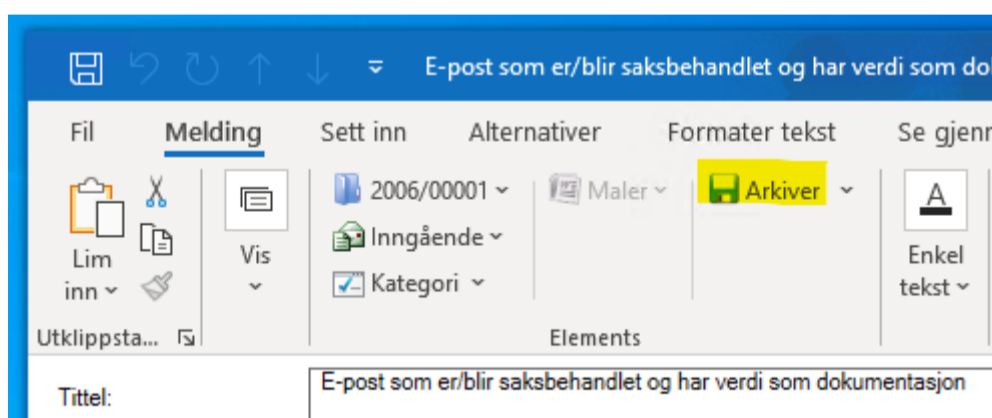 E-post som er/blir saksbehandlet og har verdi som do
Fil Melding Sett inn Alternativer Formater tekst Se gjenn
2006/00001 Maler Arkiver
Inngående
Lim Vis Enkel
inn Kategori tekst
Utklippsta... Elements
Tittel: E-post som er/blir saksbehandlet og har verdi som dokumentasjon